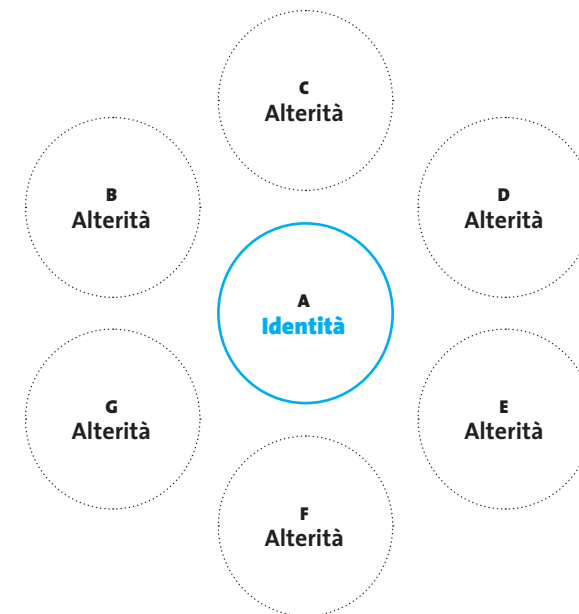 C
Alterità
B
Alterità
D
Alterità
A
Identità
G
Alterità
E
Alterità
F
Alterità